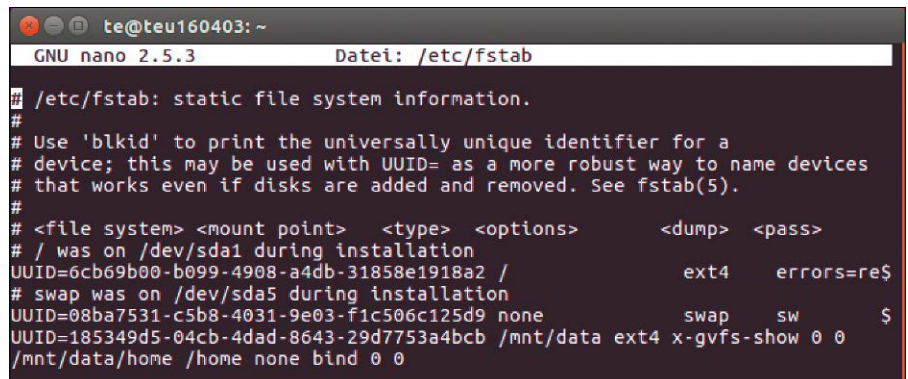 te@teu160403: ~
GNU nano 2.5.3 Datei: /etc/fstab
# /etc/fstab: static file system information.
#
# Use 'blkid' to print the universally unique identifier for a
# device; this may be used with UUID= as a more robust way to name devices
# that works even if disks are added and removed. See fstab(5).
#
# <file system> <mount point> <type> <options> <dump> <pass>
# / was on /dev/sda1 during installation
UUID=6cb69b00-b099-4908-a4db-31858e1918a2 / ext4 errors=re$
# swap was on /dev/sda5 during installation
UUID=08ba7531-c5b8-4031-9e03-f1c506c125d9 none swap sw $
UUID=185349d5-04cb-4dad-8643-29d7753a4bcb /mnt/data ext4 x-gvfs-show 0 0
/mnt/data/home /home none bind 0 0